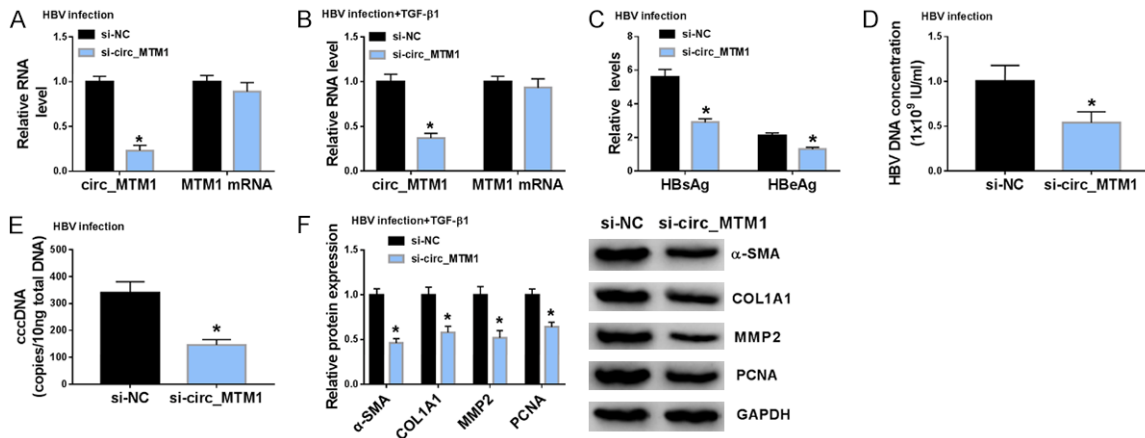 A
HBV infection
si-NC
si-circ_MTM1
Relative RNA
level
1.0
0.5
0.0
*
circ_MTM1
MTM1 mRNA
B
HBV infection+TGF-β1
si-NC
si-circ_MTM1
Relative RNA level
1.0
0.5
0.0
*
circ_MTM1
MTM1 mRNA
C
HBV infection
si-NC
si-circ_MTM1
Relative levels
8
6
4
2
0
*
*
HBsAg
HBeAg
D
HBV infection
HBV DNA concentration
(1x10⁹ IU/ml)
1.5
1.0
0.5
0.0
*
si-NC
si-circ_MTM1
E
HBV infection
cccDNA
(copies/10ng total DNA)
400
350
300
250
200
150
100
50
0
*
si-NC
si-circ_MTM1
F
HBV infection+TGF-β1
si-NC
si-circ_MTM1
Relative protein expression
1.5
1.0
0.5
0.0
*
*
*
*
α-SMA
COL1A1
MMP2
PCNA
si-NC
si-circ_MTM1
α-SMA
COL1A1
MMP2
PCNA
GAPDH